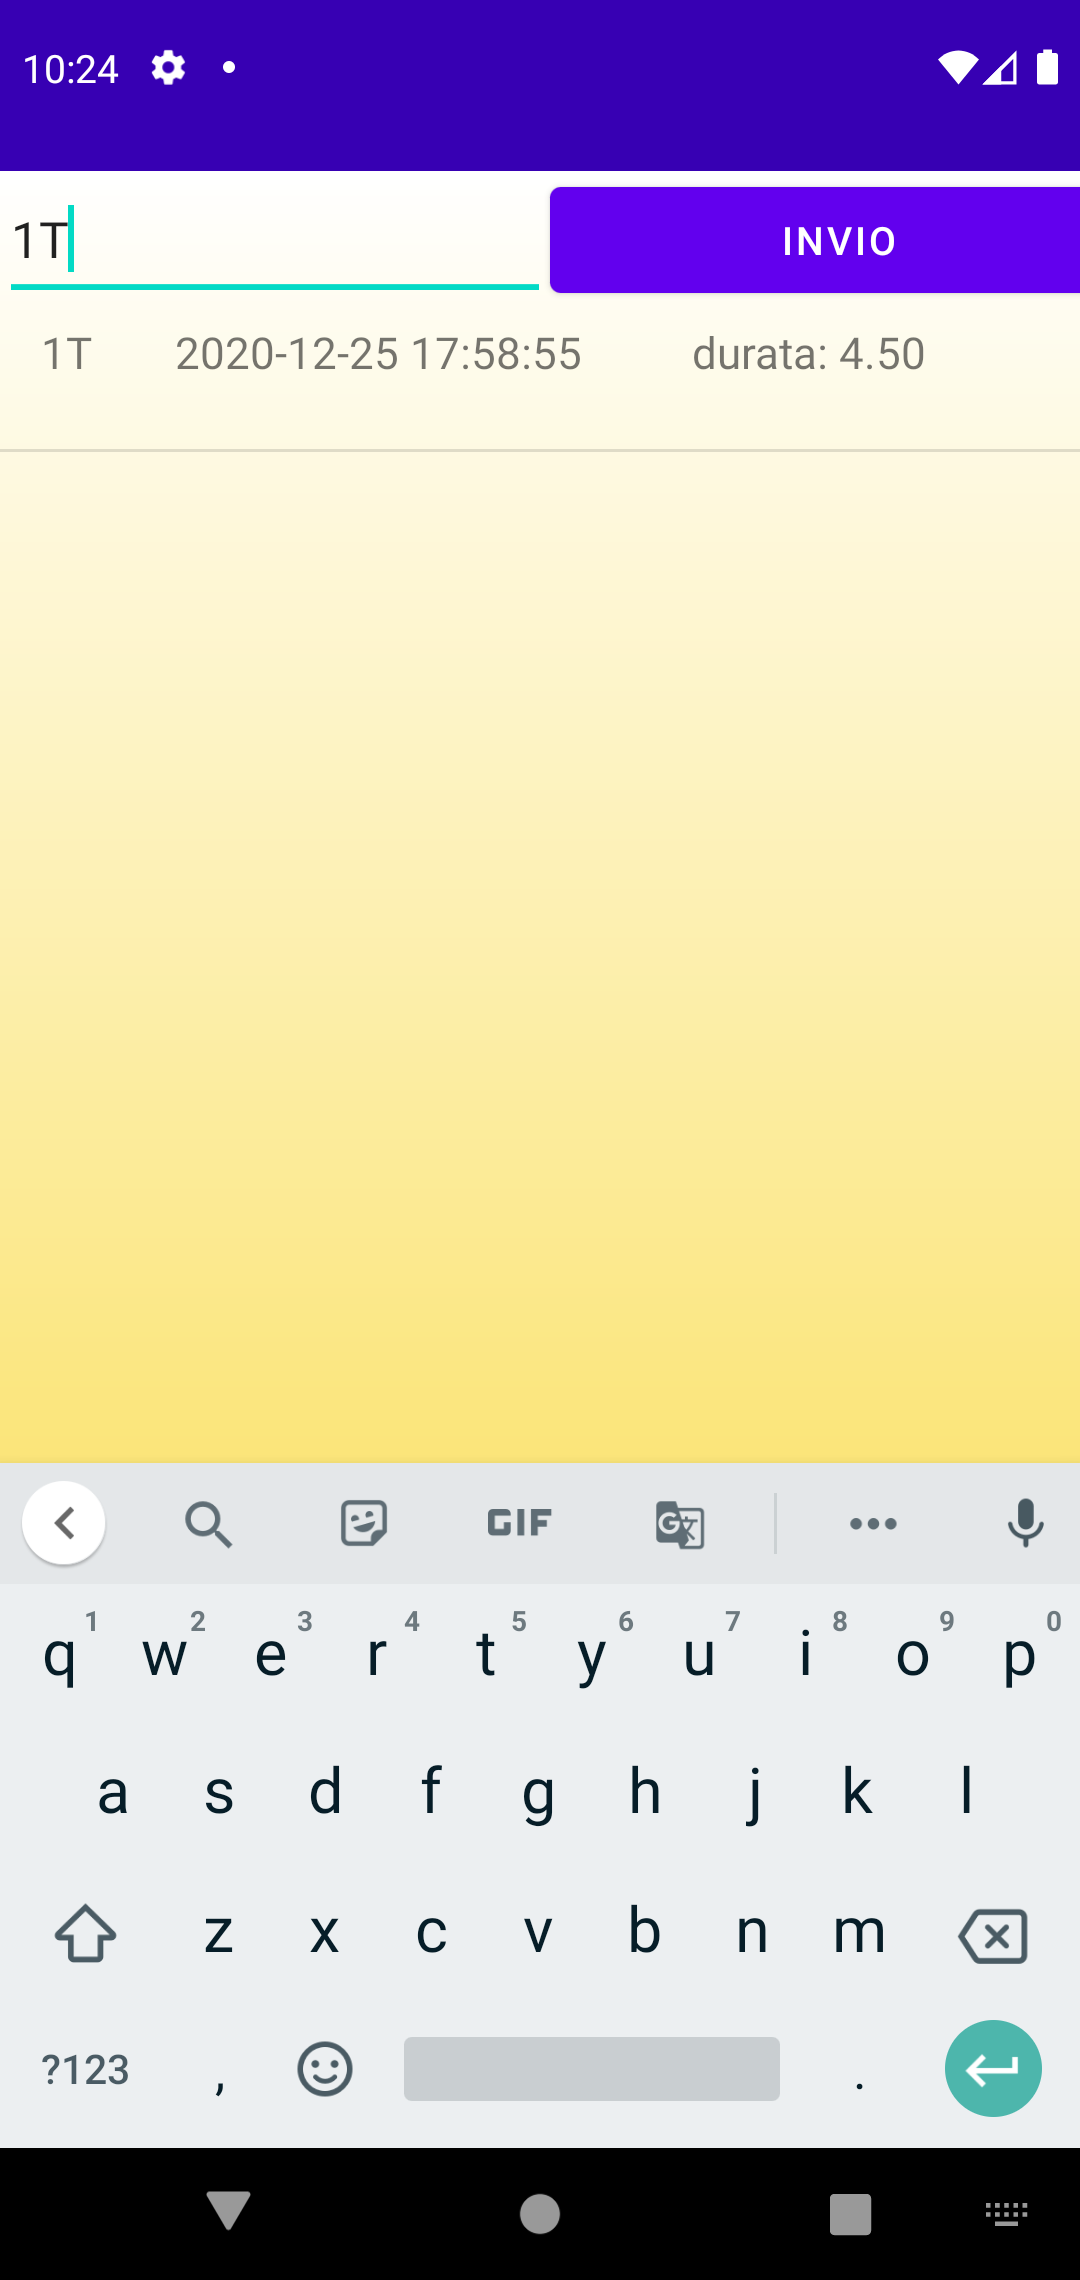 10:24
1T INVIO
1T 2020-12-25 17:58:55 durata: 4.50
GIF
1 2 3 4 5 6 7 8 9 0
q w e r t y u i o p
a s d f g h j k l
z x c v b n m
?123 , .